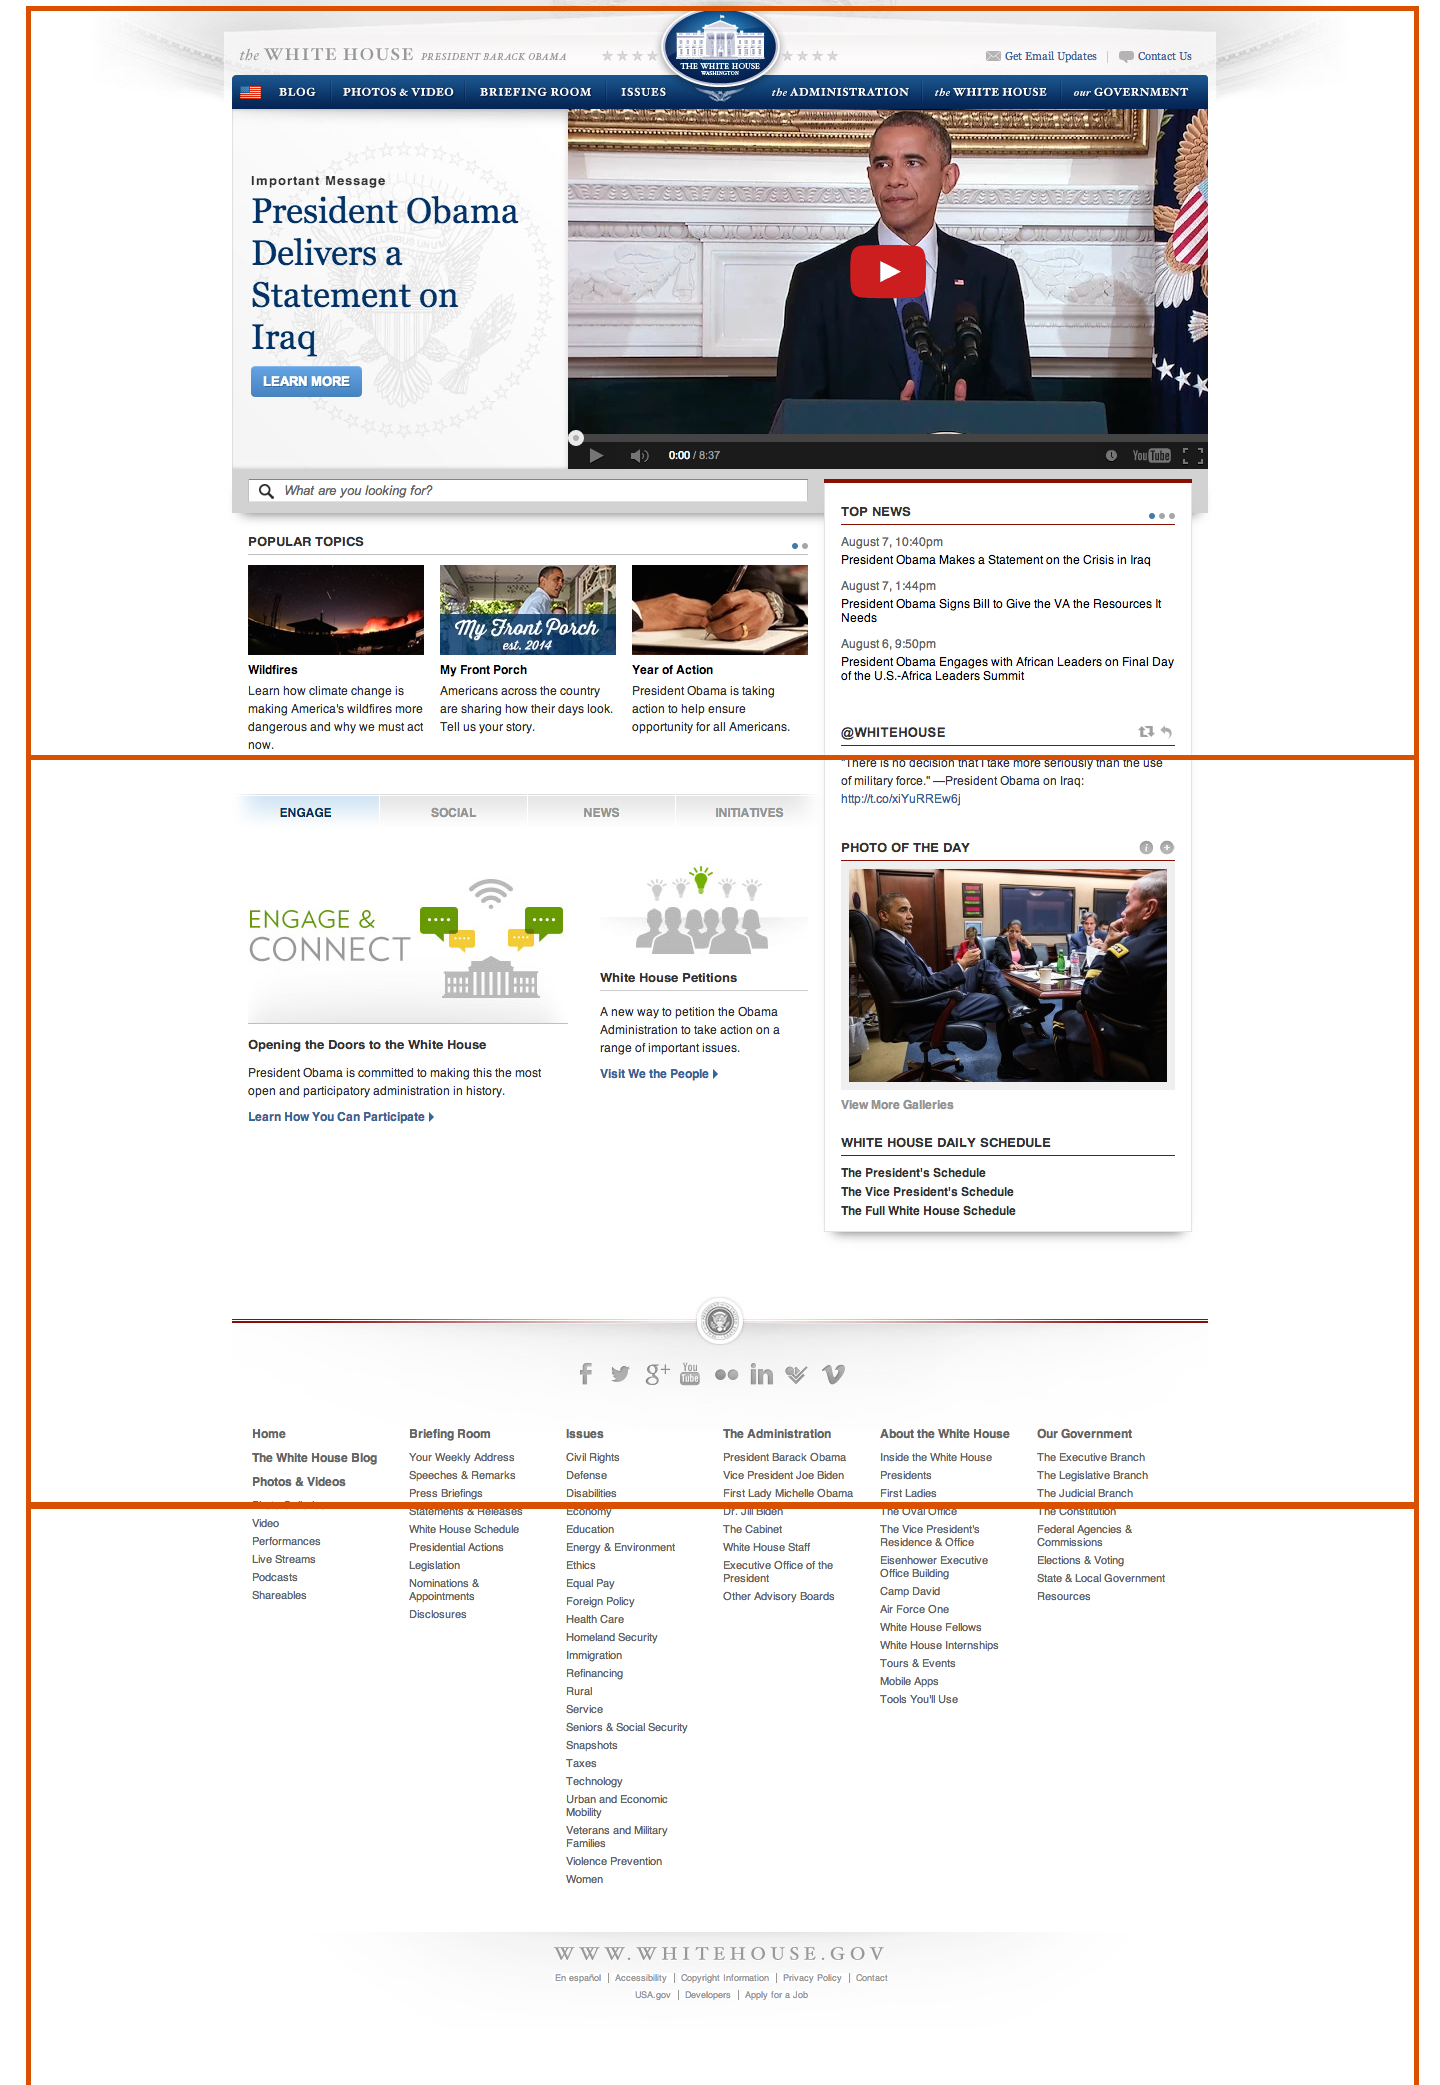 the WHITE HOUSE PRESIDENT BARACK OBAMA
THE WHITE HOUSE
WASHINGTON
Get Email Updates
Contact Us
BLOG
PHOTOS & VIDEO
BRIEFING ROOM
ISSUES
the ADMINISTRATION
the WHITE HOUSE
our GOVERNMENT
Important Message
President Obama
Delivers a
Statement on
Iraq
LEARN MORE
0:00 / 8:37
YouTube
What are you looking for?
POPULAR TOPICS
My Front Porch
est. 2014
Wildfires
Learn how climate change is
making America's wildfires more
dangerous and why we must act
now.
My Front Porch
Americans across the country
are sharing how their days look.
Tell us your story.
Year of Action
President Obama is taking
action to help ensure
opportunity for all Americans.
TOP NEWS
August 7, 10:40pm
President Obama Makes a Statement on the Crisis in Iraq
August 7, 1:44pm
President Obama Signs Bill to Give the VA the Resources It
Needs
August 6, 9:50pm
President Obama Engages with African Leaders on Final Day
of the U.S.-Africa Leaders Summit
@WHITEHOUSE
"There is no decision that I take more seriously than the use
of military force." —President Obama on Iraq:
http://t.co/xiYuRREw6j
ENGAGE
SOCIAL
NEWS
INITIATIVES
ENGAGE &
CONNECT
Opening the Doors to the White House
President Obama is committed to making this the most
open and participatory administration in history.
Learn How You Can Participate
White House Petitions
A new way to petition the Obama
Administration to take action on a
range of important issues.
Visit We the People
PHOTO OF THE DAY
View More Galleries
WHITE HOUSE DAILY SCHEDULE
The President's Schedule
The Vice President's Schedule
The Full White House Schedule
f
g+
You
Tube
in
Home
The White House Blog
Photos & Videos
Video
Performances
Live Streams
Podcasts
Shareables
Briefing Room
Your Weekly Address
Speeches & Remarks
Press Briefings
Statements & Releases
White House Schedule
Presidential Actions
Legislation
Nominations &
Appointments
Disclosures
Issues
Civil Rights
Defense
Disabilities
Economy
Education
Energy & Environment
Ethics
Equal Pay
Foreign Policy
Health Care
Homeland Security
Immigration
Refinancing
Rural
Service
Seniors & Social Security
Snapshots
Taxes
Technology
Urban and Economic
Mobility
Veterans and Military
Families
Violence Prevention
Women
The Administration
President Barack Obama
Vice President Joe Biden
First Lady Michelle Obama
Dr. Jill Biden
The Cabinet
White House Staff
Executive Office of the
President
Other Advisory Boards
About the White House
Inside the White House
Presidents
First Ladies
The Oval Office
The Vice President's
Residence & Office
Eisenhower Executive
Office Building
Camp David
Air Force One
White House Fellows
White House Internships
Tours & Events
Mobile Apps
Tools You'll Use
Our Government
The Executive Branch
The Legislative Branch
The Judicial Branch
The Constitution
Federal Agencies &
Commissions
Elections & Voting
State & Local Government
Resources
WWW.WHITEHOUSE.GOV
En español | Accessibility | Copyright Information | Privacy Policy | Contact
USA.gov | Developers | Apply for a Job